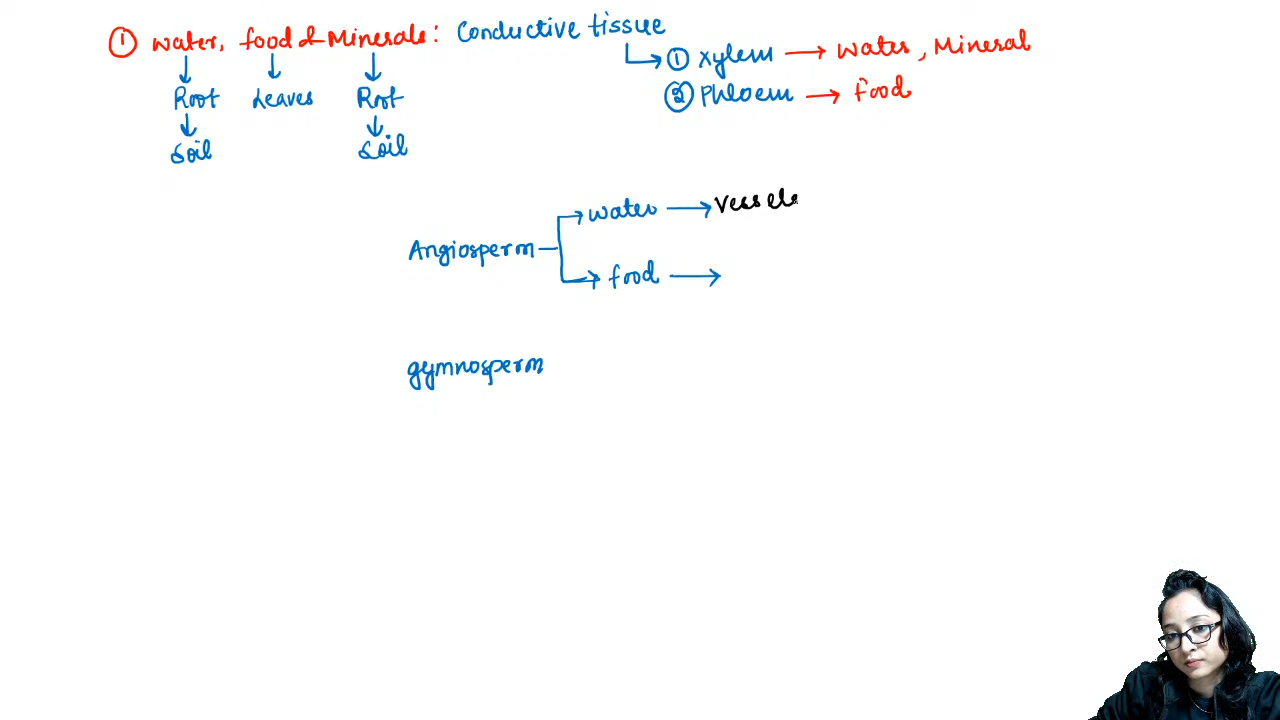 ① Water, food & Minerals: Conductive tissue
① Xylem → Water, Mineral
Root Leaves Root
② Phloem → food
Soil Soil
Water → Vessels
Angiosperm
food →
gymnosperm